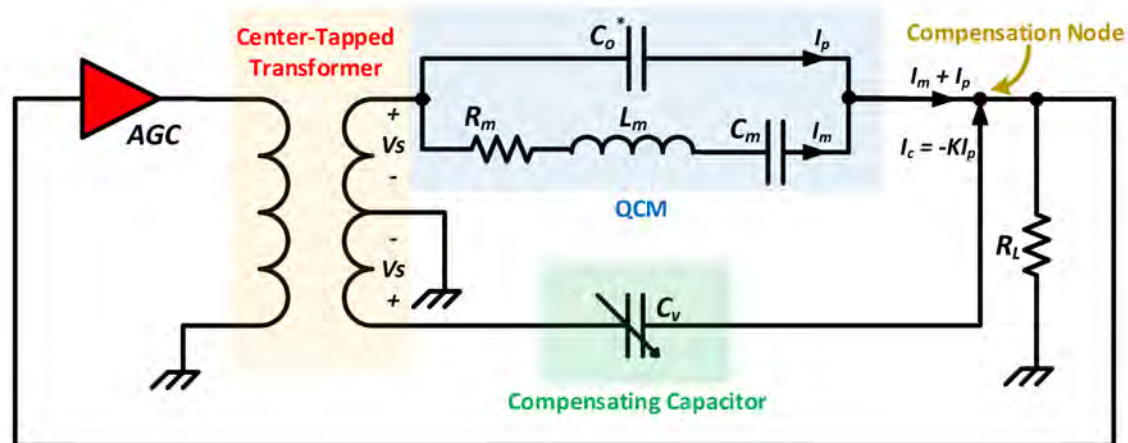 Center-Tapped
Transformer
AGC
+
Vs
-
-
Vs
+
Co*
Ip
Rm
Lm
Cm
Im
QCM
Compensation Node
Im + Ip
Ic = -KIp
RL
Cv
Compensating Capacitor